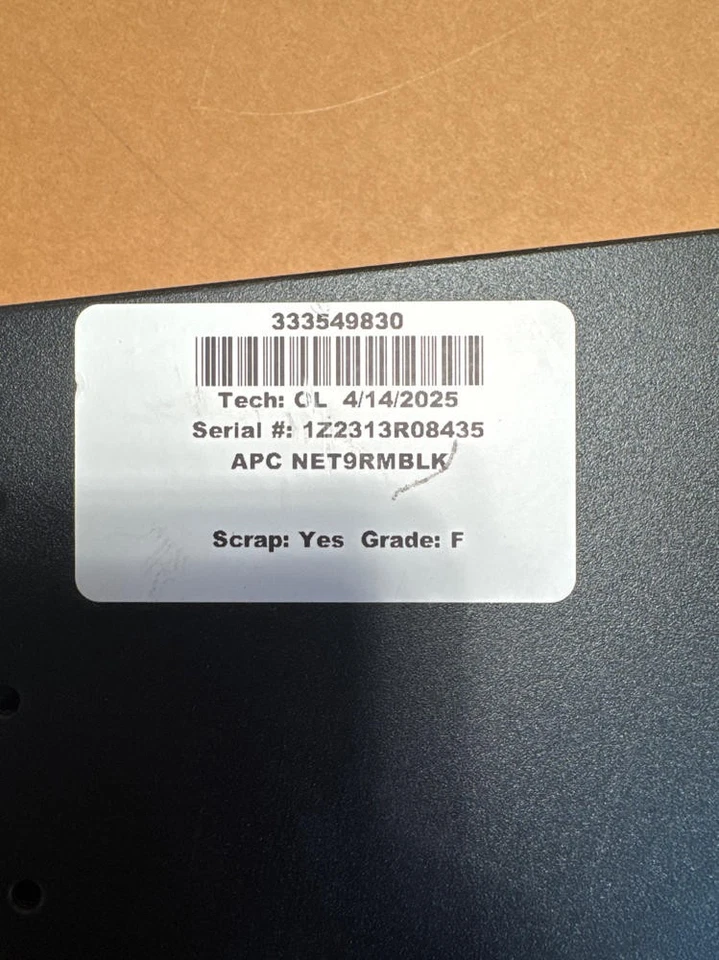 333549830
Tech: CL 4/14/2025
Serial #: 1Z2313R08435
APC NET9RMBLK
Scrap: Yes Grade: F